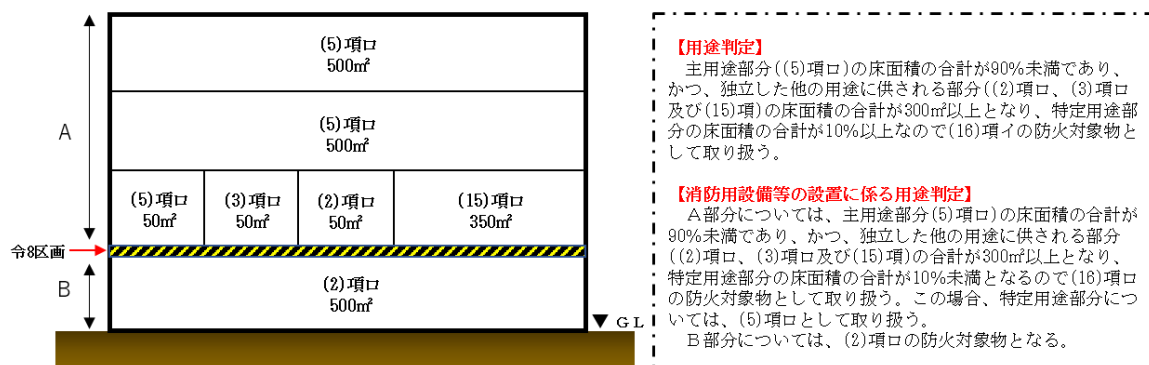 (5)項ロ
500㎡
A
(5)項ロ
500㎡
(5)項ロ
50㎡
(3)項ロ
50㎡
(2)項ロ
50㎡
(15)項ロ
350㎡
令8区画
B
(2)項ロ
500㎡
GL
【用途判定】
主用途部分((5)項ロ)の床面積の合計が90%未満であり、
かつ、独立した他の用途に供される部分((2)項ロ、(3)項ロ
及び(15)項)の床面積の合計が300㎡以上となり、特定用途部
分の床面積の合計が10%以上なので(16)項イの防火対象物と
して取り扱う。
【消防用設備等の設置に係る用途判定】
A部分については、主用途部分(5)項ロ)の床面積の合計が
90%未満であり、かつ、独立した他の用途に供される部分
((2)項ロ、(3)項ロ及び(15)項)の合計が300㎡以上となり、
特定用途部分の床面積の合計が10%未満となるので(16)項ロ
の防火対象物として取り扱う。この場合、特定用途部分につ
いては、(5)項ロとして取り扱う。
B部分については、(2)項ロの防火対象物となる。